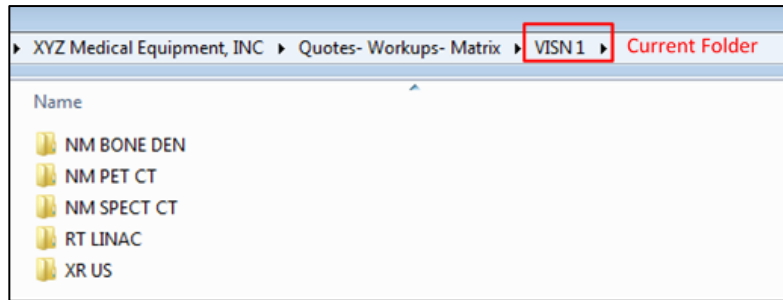 XYZ Medical Equipment, INC ▸ Quotes- Workups- Matrix ▸ VISN 1 ▸ Current Folder
Name
NM BONE DEN
NM PET CT
NM SPECT CT
RT LINAC
XR US